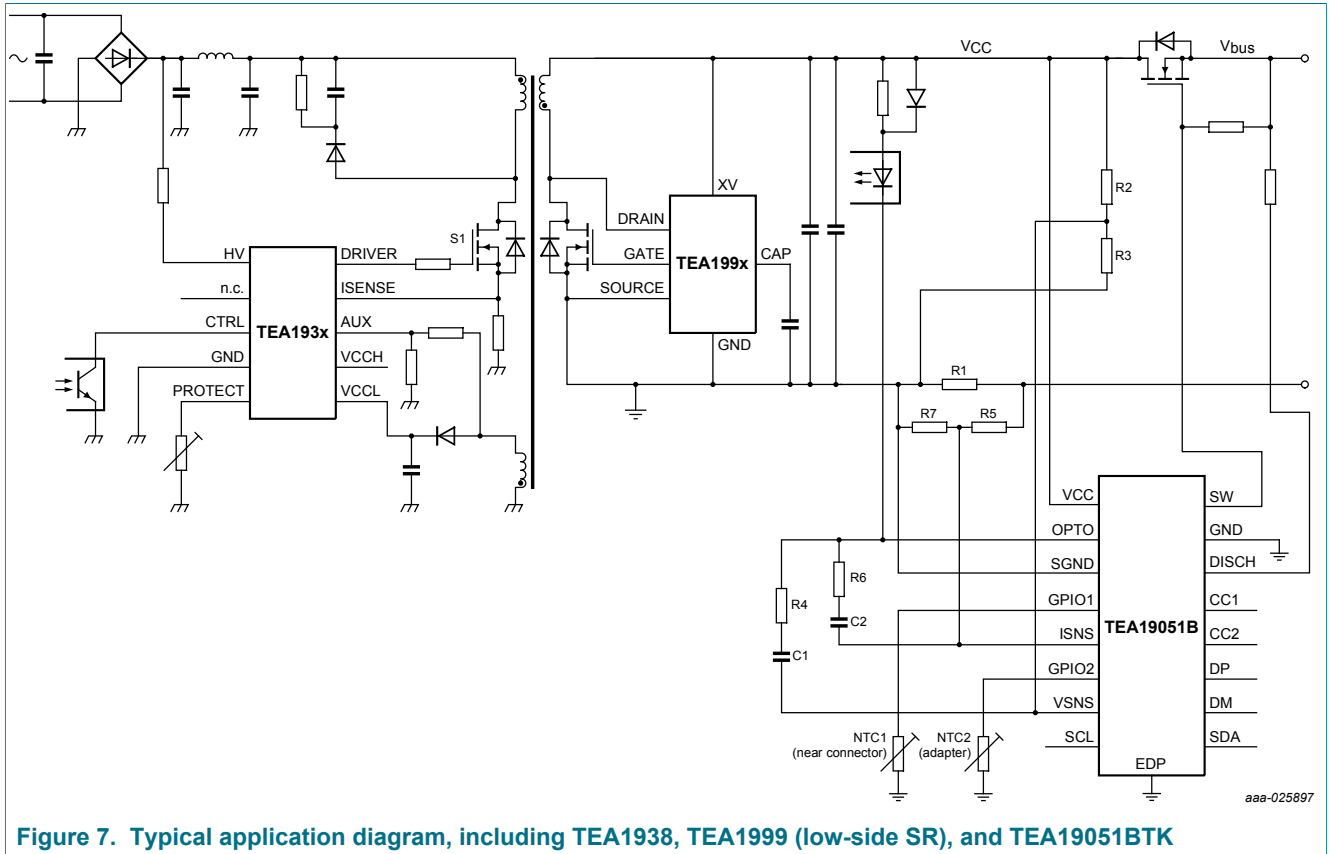 VCC
Vbus
XV
R2
DRAIN
S1
HV
DRIVER
GATE
CAP
R3
TEA199x
n.c.
ISENSE
SOURCE
CTRL
AUX
TEA193x
GND
VCCH
GND
PROTECT
VCCL
R1
R7
R5
VCC
SW
OPTO
GND
SGND
DISCH
R6
R4
GPIO1
CC1
C2
TEA19051B
ISNS
CC2
C1
GPIO2
DP
VSNS
DM
NTC1
(near connector)
NTC2
(adapter)
SCL
SDA
EDP
aaa-025897
Figure 7. Typical application diagram, including TEA1938, TEA1999 (low-side SR), and TEA19051BTK